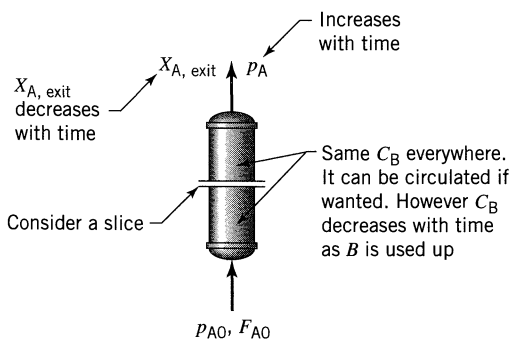 Increases
with time
X_A, exit
p_A
X_A, exit
decreases
with time
Same C_B everywhere.
It can be circulated if
wanted. However C_B
decreases with time
as B is used up
Consider a slice
p_A0, F_A0